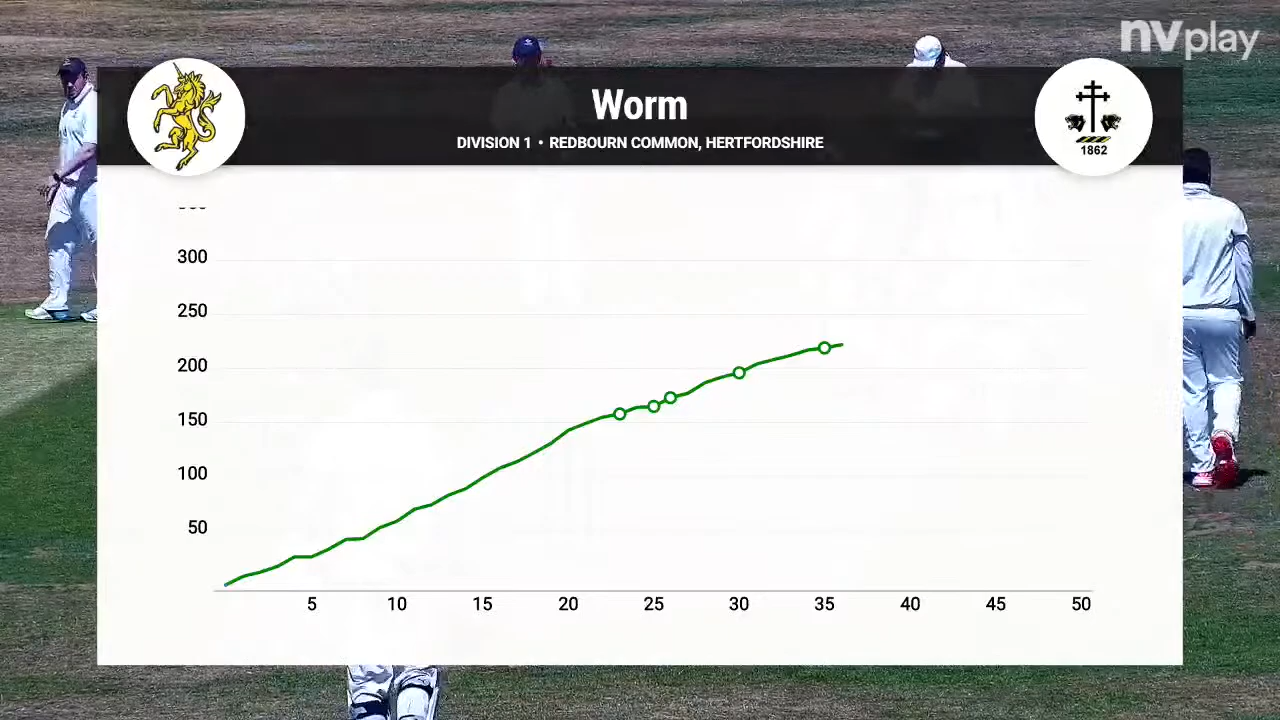 nvplay
Worm
DIVISION 1 • REDBOURN COMMON, HERTFORDSHIRE
1862
300
250
200
150
100
50
5 10 15 20 25 30 35 40 45 50